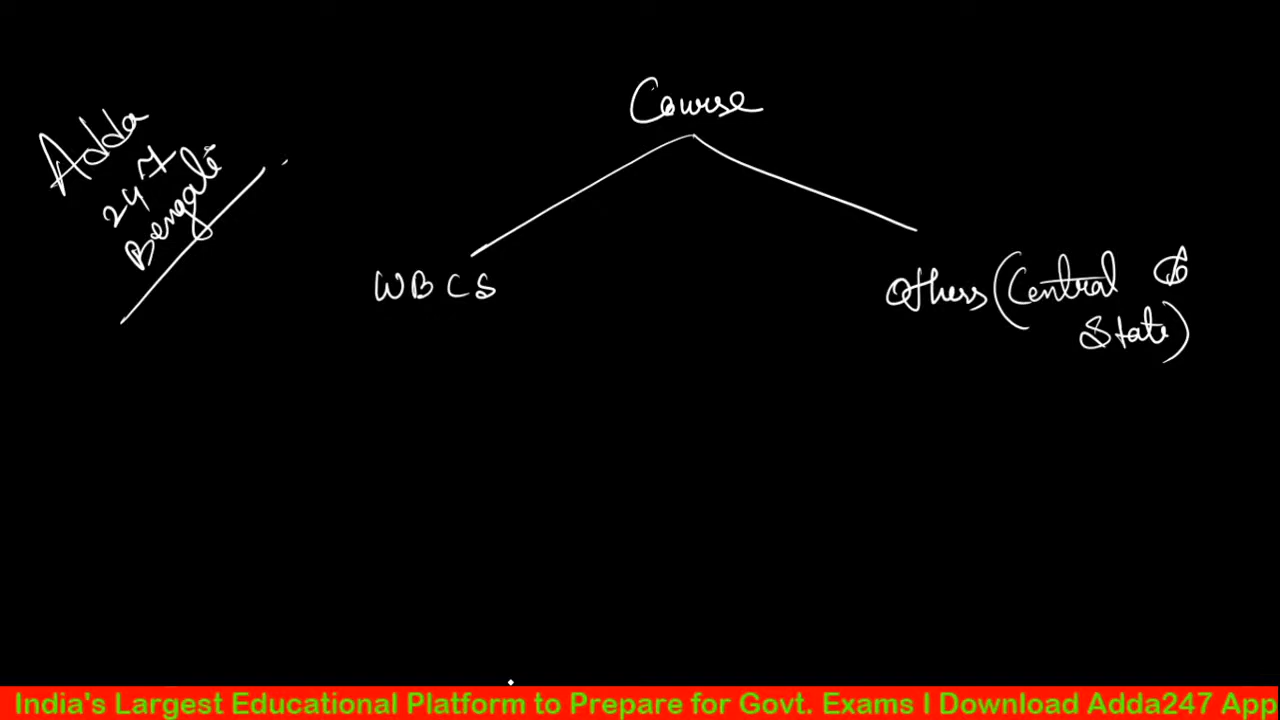 Course
Adda
247
Bengali
WBCS
Others (Central &
State)
India's Largest Educational Platform to Prepare for Govt. Exams I Download Adda247 App